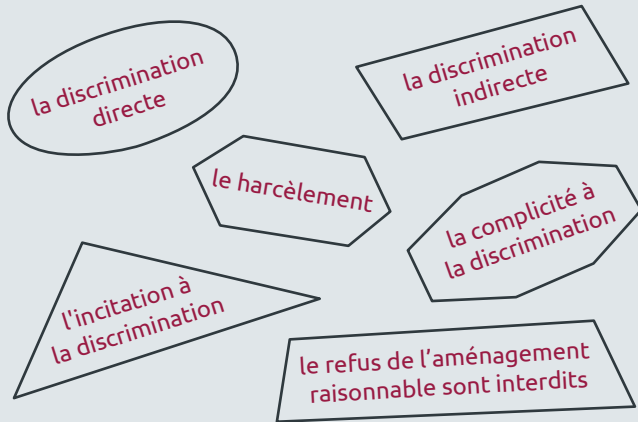 la discrimination
directe
la discrimination
indirecte
le harcèlement
la complicité à
la discrimination
l'incitation à
la discrimination
le refus de l’aménagement
raisonnable sont interdits